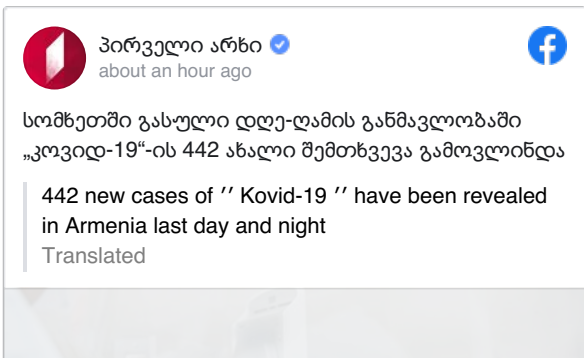 პირველი არხი
about an hour ago
სომხეთში გასული დღე-ღამის განმავლობაში
„კოვიდ-19“-ის 442 ახალი შემთხვევა გამოვლინდა
442 new cases of ′′ Kovid-19 ′′ have been revealed
in Armenia last day and night
Translated